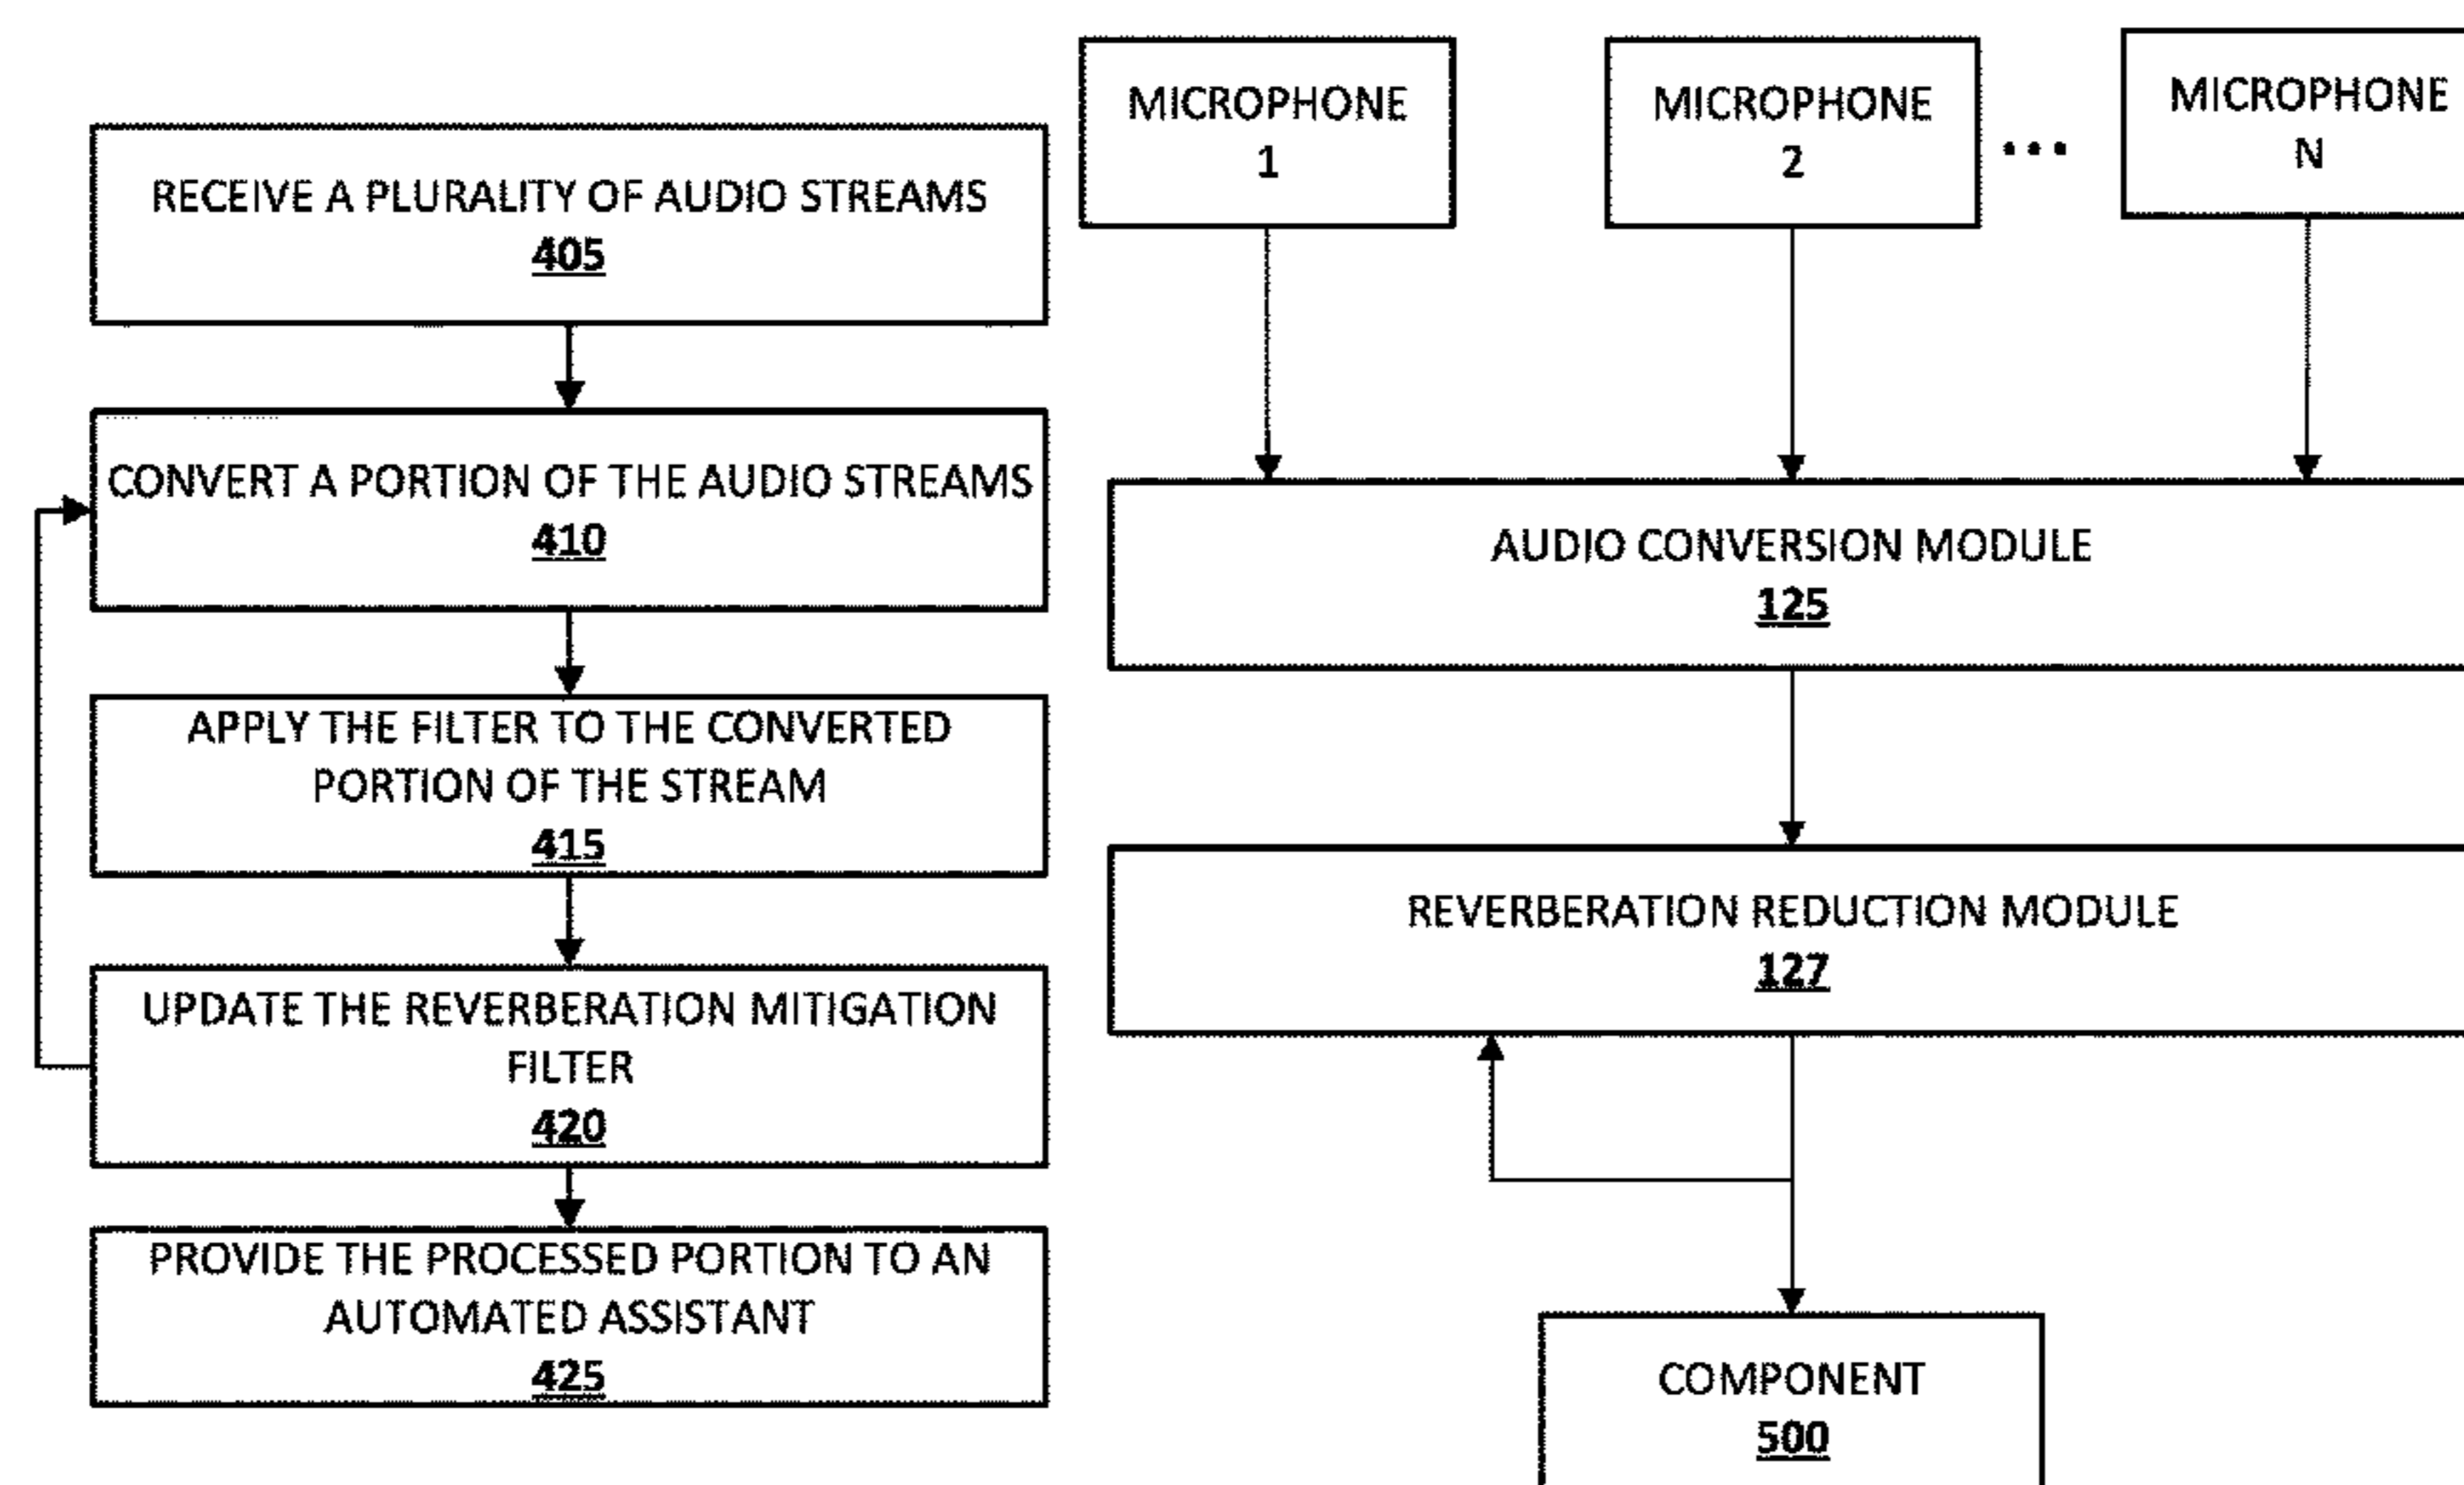 RECEIVE A PLURALITY OF AUDIO STREAMS
405
CONVERT A PORTION OF THE AUDIO STREAMS
410
APPLY THE FILTER TO THE CONVERTED
PORTION OF THE STREAM
415
UPDATE THE REVERBERATION MITIGATION
FILTER
420
PROVIDE THE PROCESSED PORTION TO AN
AUTOMATED ASSISTANT
425
MICROPHONE
1
MICROPHONE
2
...
MICROPHONE
N
AUDIO CONVERSION MODULE
125
REVERBERATION REDUCTION MODULE
127
COMPONENT
500